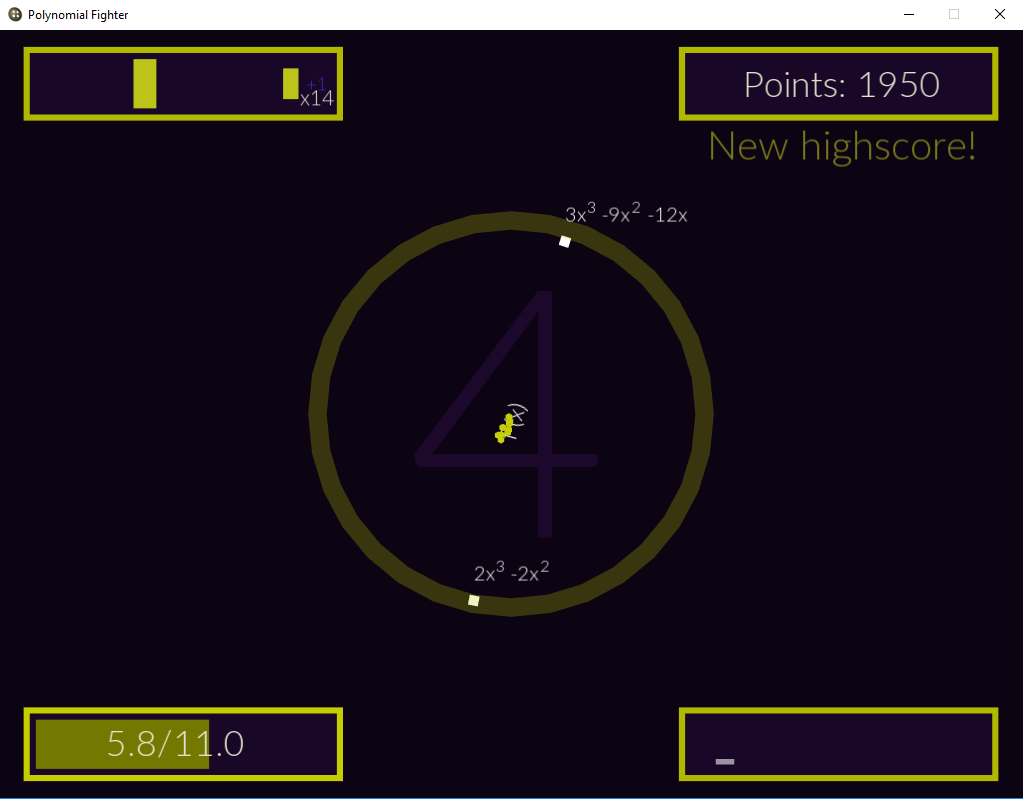 Polynomial Fighter
+1
x14
Points: 1950
New highscore!
3x³ -9x² -12x
4
2x³ -2x²
5.8/11.0